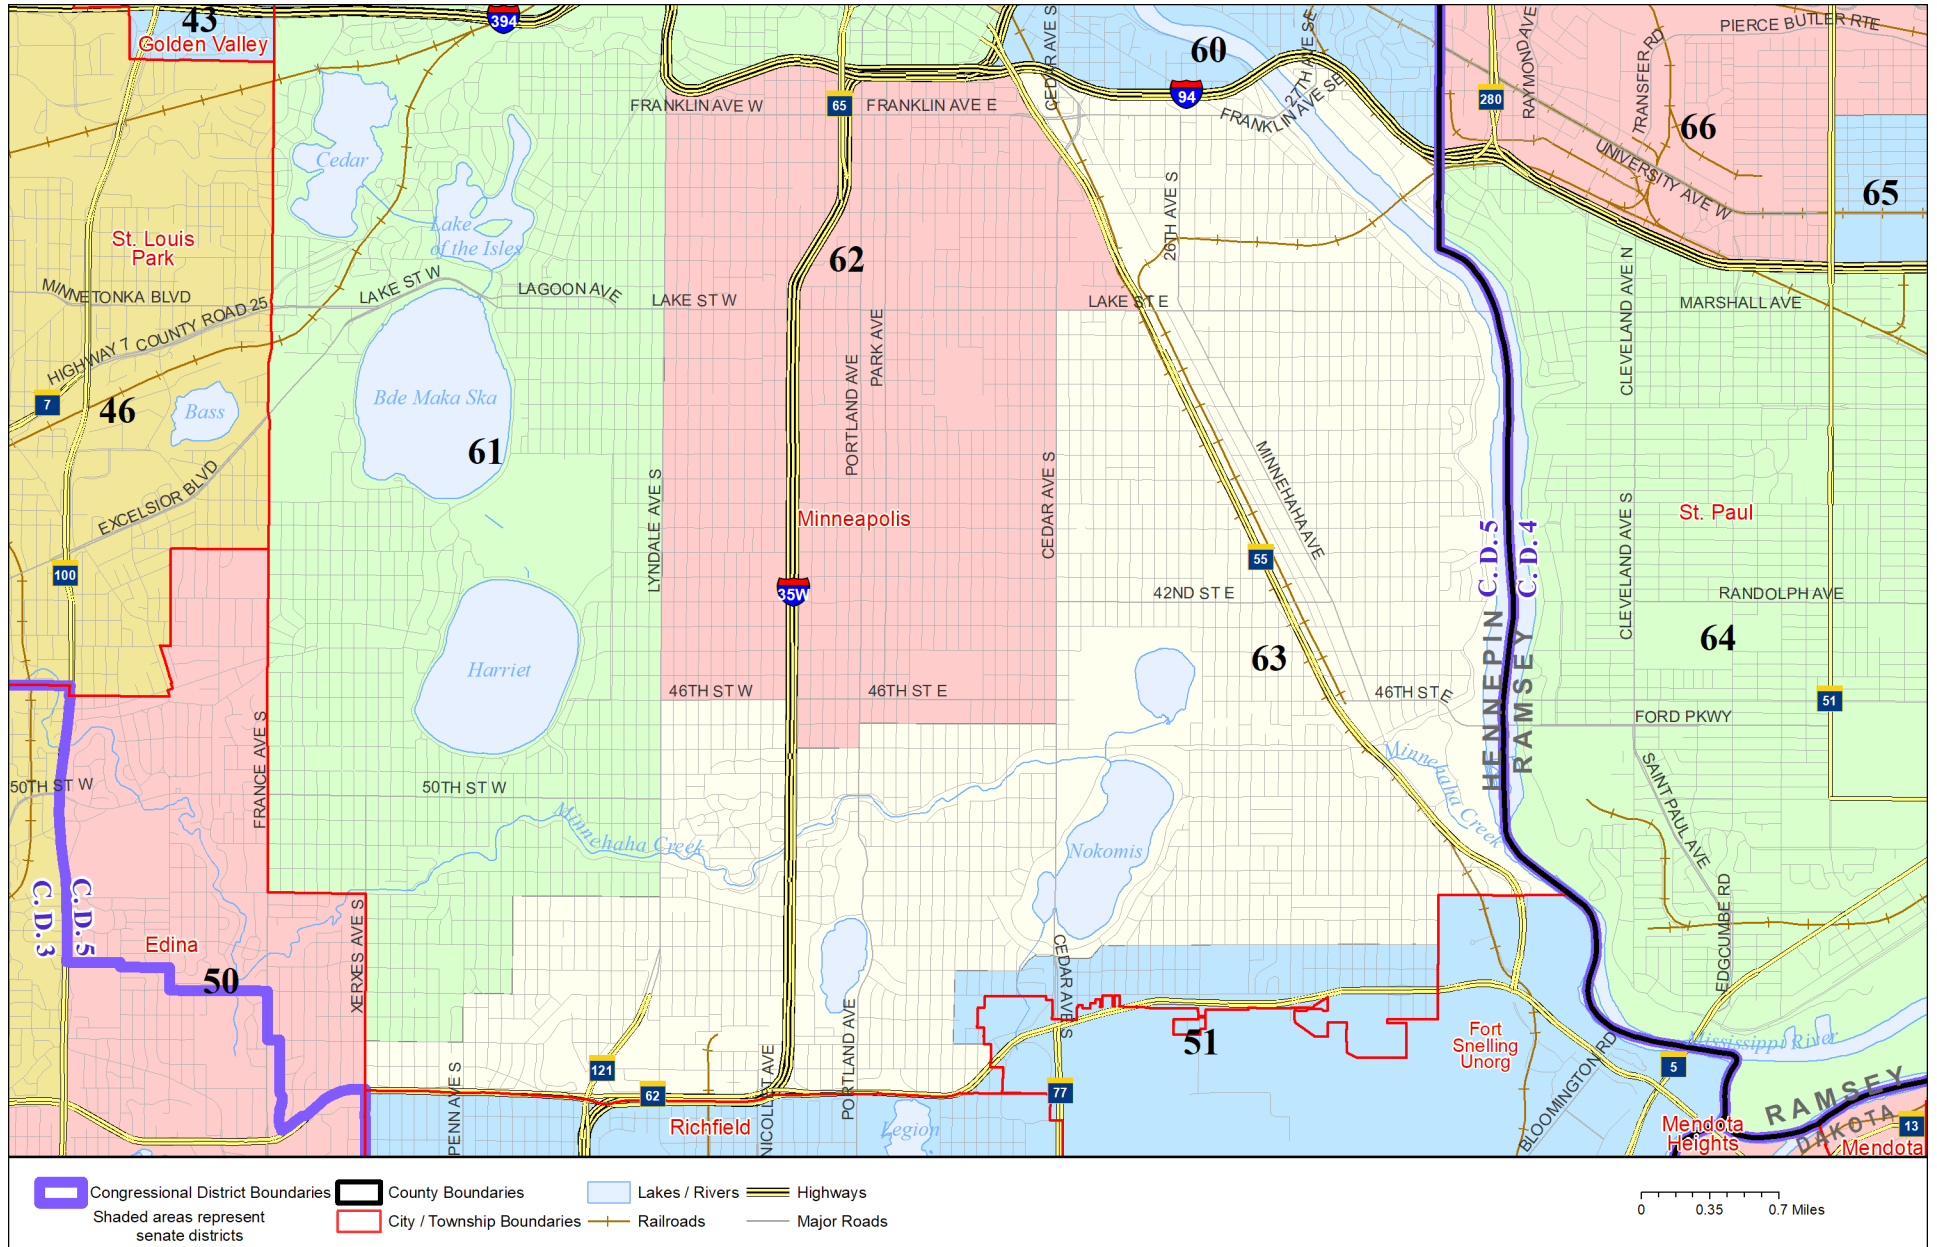 43
Golden Valley
394
65
CEDAR AVE S
60
27TH AVE SE
280
RAYMOND AVE
TRANSFER RD
PIERCE BUTLER RTE
FRANKLIN AVE W
FRANKLIN AVE E
94
FRANKLIN AVE SE
66
UNIVERSITY AVE W
65
Cedar
Lake
of the Isles
26TH AVE S
St. Louis
Park
62
CLEVELAND AVE N
MINNETONKA BLVD
LAKE ST W
LAGOON AVE
LAKE ST W
LAKE ST E
MARSHALL AVE
HIGHWAY 7
COUNTY ROAD 25
PARK AVE
PORTLAND AVE
7
46
Bass
Bde Maka Ska
61
EXCELSIOR BLVD
LYNDALE AVE S
CEDAR AVE S
MINNEHAHA AVE
Minneapolis
St. Paul
C.D. 5
C.D. 4
CLEVELAND AVE S
100
35W
55
42ND ST E
RANDOLPH AVE
HENNEPIN
RAMSEY
64
63
Harriet
46TH ST W
46TH ST E
46TH ST E
51
FORD PKWY
FRANCE AVE S
50TH ST W
50TH ST W
Minnehaha Creek
Minnehaha Creek
SAINT PAUL AVE
Nokomis
C.D. 3
C.D. 5
EDGCUMBE RD
XERXES AVE S
Edina
50
CEDAR AVE S
51
Fort
Snelling
Unorg
Mississippi River
BLOOMINGTON RD
PENN AVE S
121
62
NICOLLET AVE
PORTLAND AVE
77
5
RAMSEY
DAKOTA
Richfield
Legion
Mendota
Heights
13
Mendota
Congressional District Boundaries
County Boundaries
Lakes / Rivers
Highways
Shaded areas represent
senate districts
City / Township Boundaries
Railroads
Major Roads
0 0.35 0.7 Miles